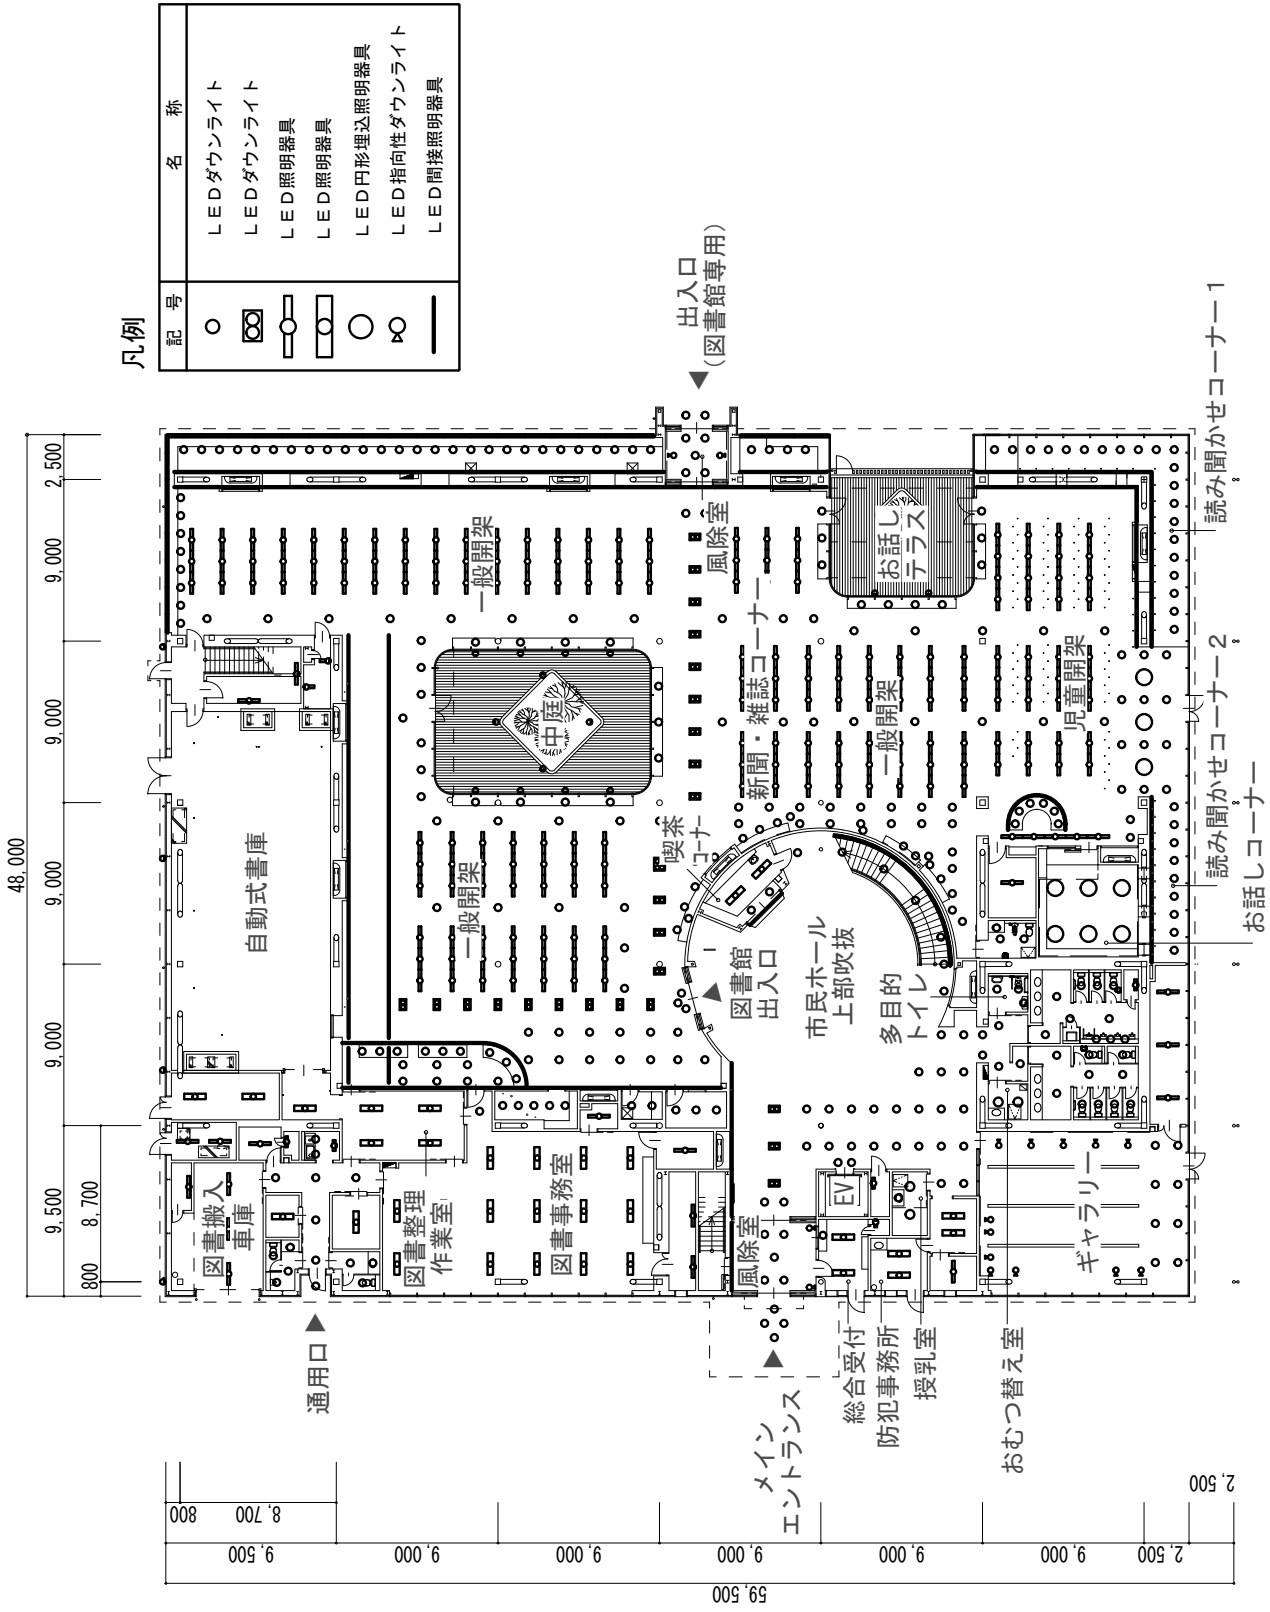 凡例
記号
名称
LEDダウンライト
LEDダウンライト
LED照明器具
LED照明器具
LED円形埋込照明器具
LED指向性ダウンライト
LED間接照明器具
48,000
2,500
9,000
9,000
9,000
9,000
9,500
8,700
800
出入口
(図書館専用)
風除室
一般開架
お話し
テラス
読み聞かせコーナー1
新聞・雑誌コーナー
一般開架
児童開架
中庭
読み聞かせコーナー2
お話しコーナー
喫茶
コーナー
自動式書庫
一般開架
図書館
出入口
市民ホール
上部吹抜
多目的
トイレ
図書搬入
車庫
図書整理
作業室
図書事務室
風除室
EV
ギャラリー
通用口
メイン
エントランス
総合受付
防犯事務所
授乳室
おむつ替え室
800
8,700
9,500
9,000
9,000
9,000
9,000
9,000
2,500
2,500
59,500